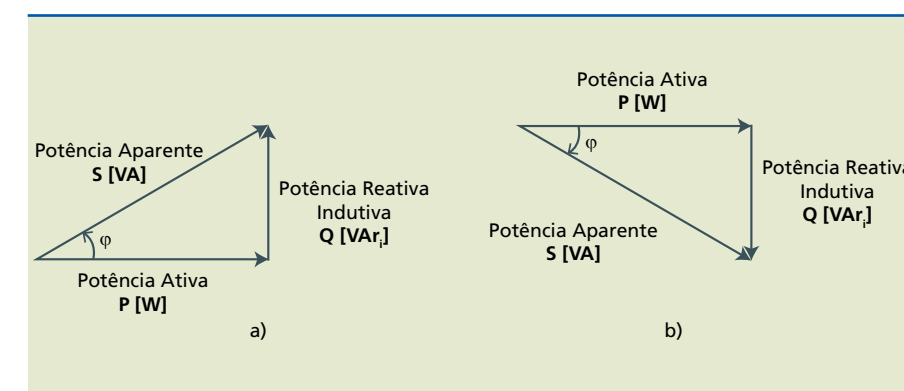 Potência Aparente
S [VA]
φ
Potência Reativa
Indutiva
Q [VArᵢ]
Potência Ativa
P [W]
a)
Potência Ativa
P [W]
φ
Potência Reativa
Indutiva
Q [VArᵢ]
Potência Aparente
S [VA]
b)